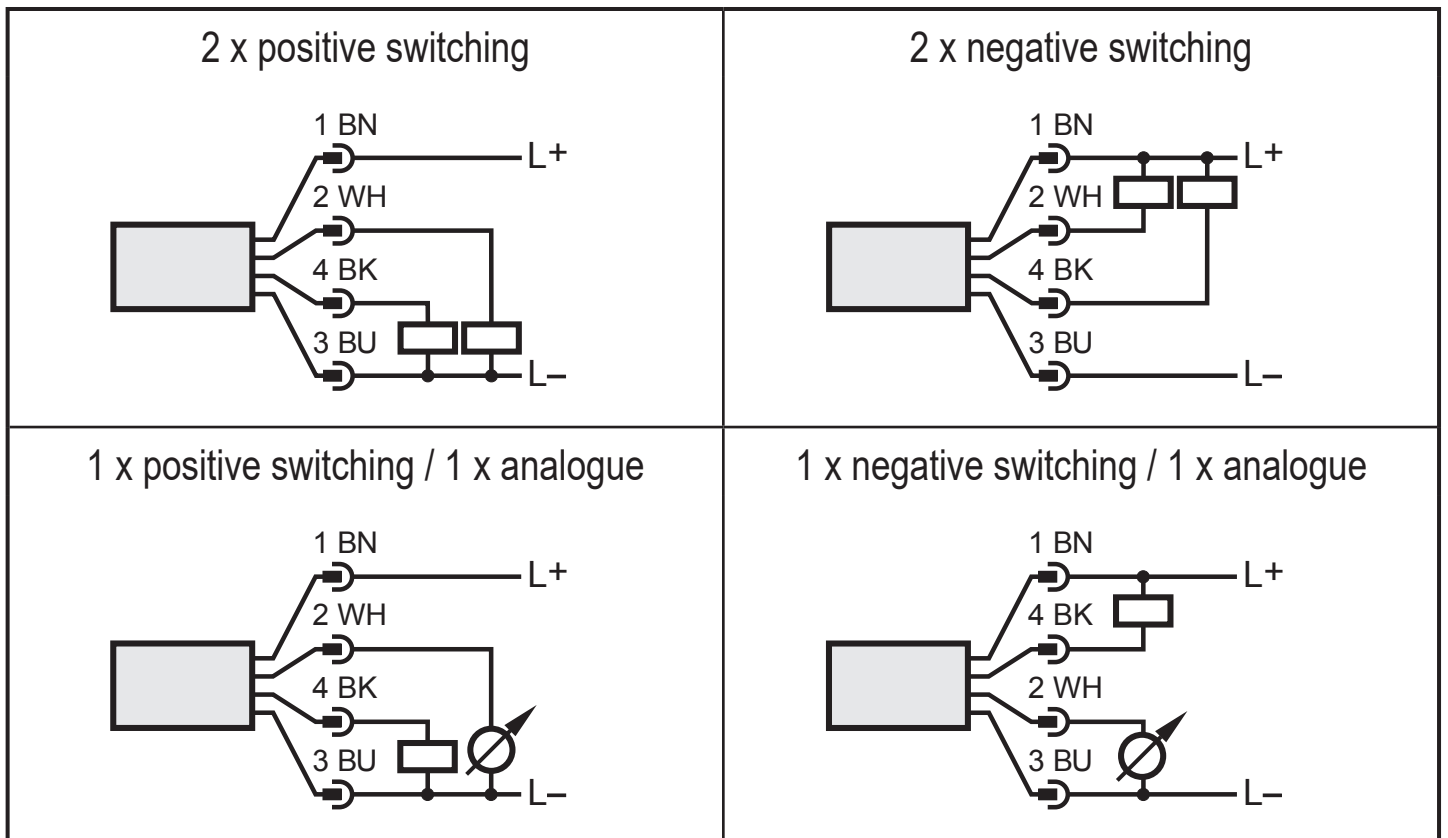 2 x positive switching
1 BN
L+
2 WH
4 BK
3 BU
L–
2 x negative switching
1 BN
L+
2 WH
4 BK
3 BU
L–
1 x positive switching / 1 x analogue
1 BN
L+
2 WH
4 BK
3 BU
L–
1 x negative switching / 1 x analogue
1 BN
L+
4 BK
2 WH
3 BU
L–